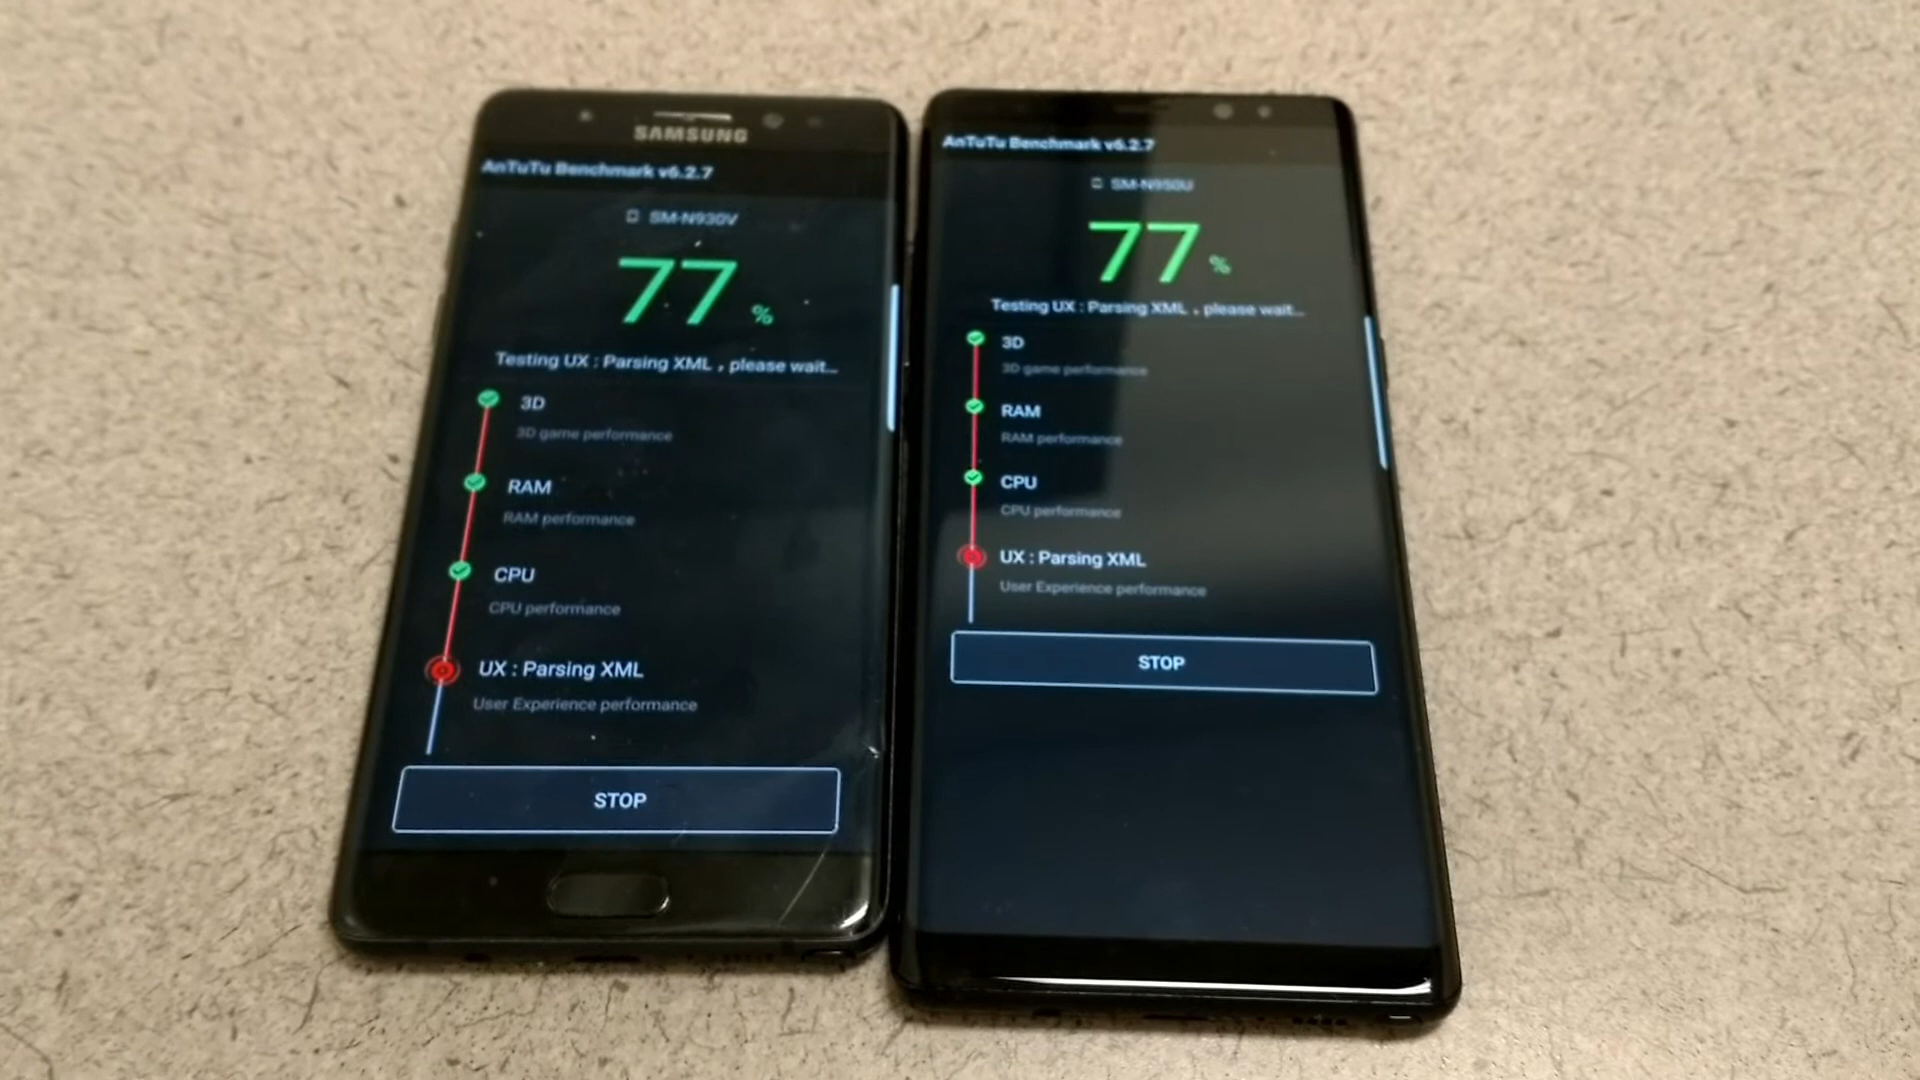 SAMSUNG
AnTuTu Benchmark v6.2.7
SM-N930V
77 %
Testing UX : Parsing XML , please wait...
3D
3D game performance
RAM
RAM performance
CPU
CPU performance
UX : Parsing XML
User Experience performance
STOP
AnTuTu Benchmark v6.2.7
SM-N950U
77 %
Testing UX : Parsing XML , please wait...
3D
3D game performance
RAM
RAM performance
CPU
CPU performance
UX : Parsing XML
User Experience performance
STOP